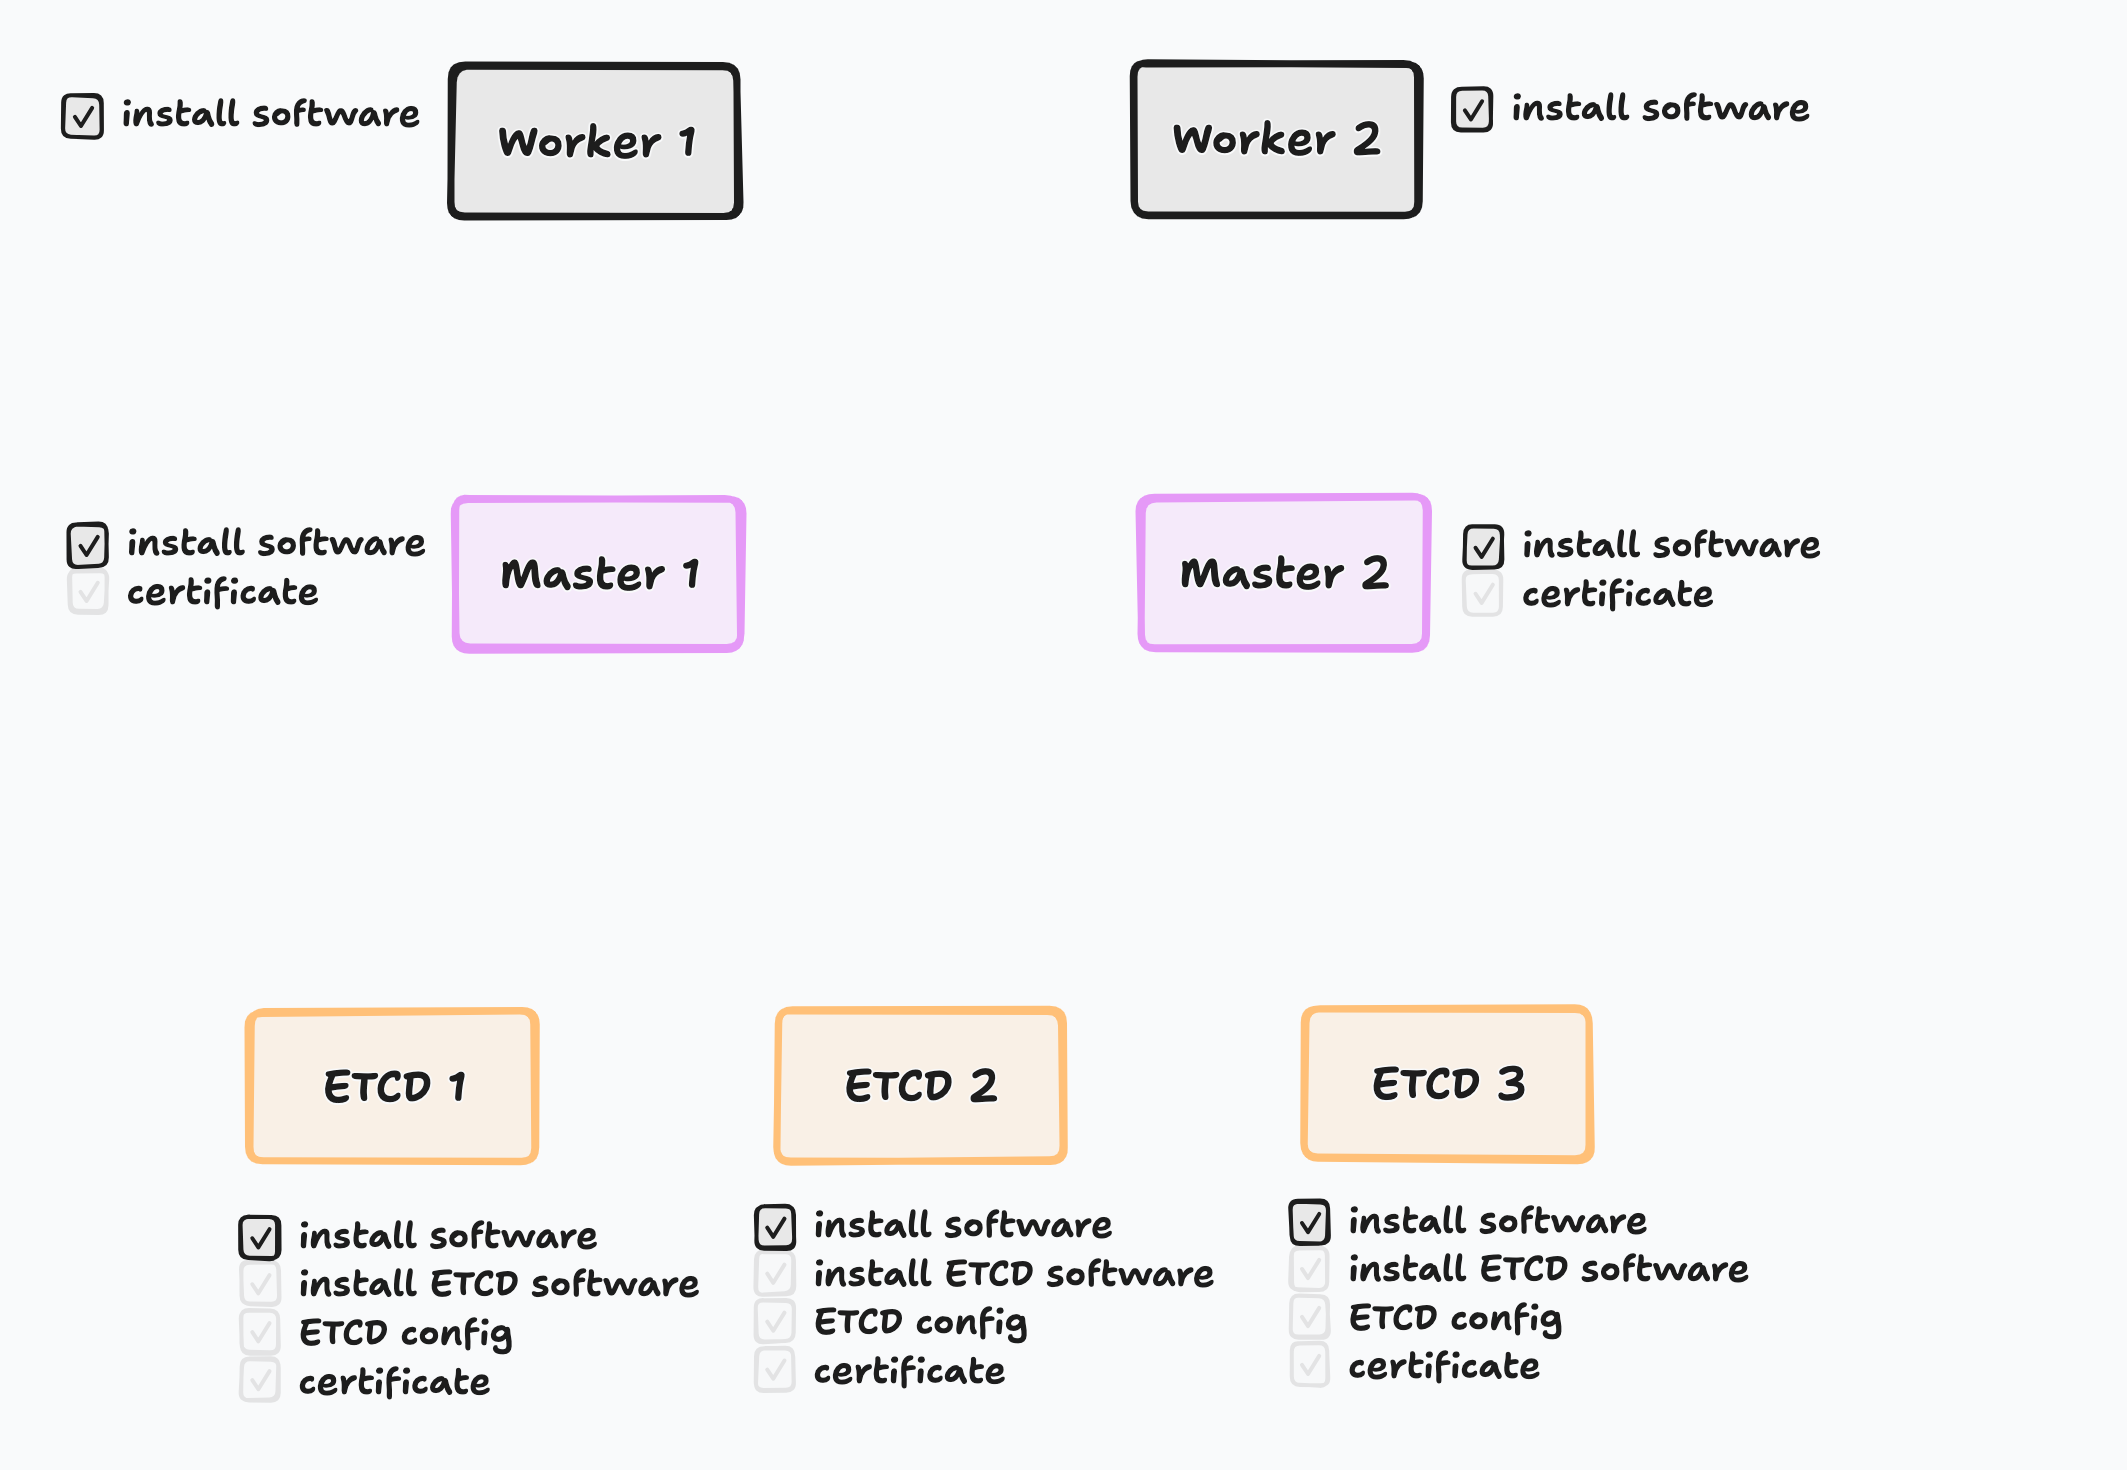 install software
Worker 1
Worker 2
install software
install software
certificate
Master 1
Master 2
install software
certificate
ETCD 1
ETCD 2
ETCD 3
install software
install ETCD software
ETCD config
certificate
install software
install ETCD software
ETCD config
certificate
install software
install ETCD software
ETCD config
certificate